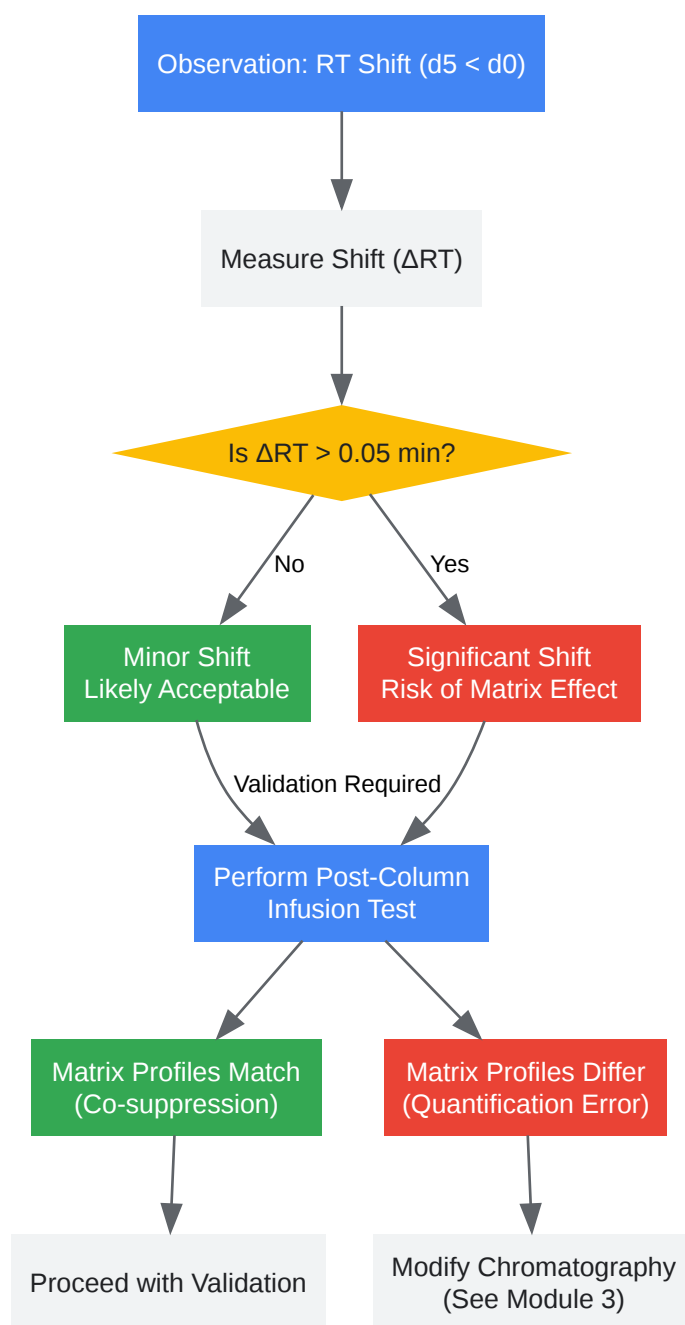 Observation: RT Shift (d5 < d0)
Measure Shift (ΔRT)
Is ΔRT > 0.05 min?
No
Yes
Minor Shift
Likely Acceptable
Significant Shift
Risk of Matrix Effect
Validation Required
Perform Post-Column
Infusion Test
Matrix Profiles Match
(Co-suppression)
Matrix Profiles Differ
(Quantification Error)
Proceed with Validation
Modify Chromatography
(See Module 3)